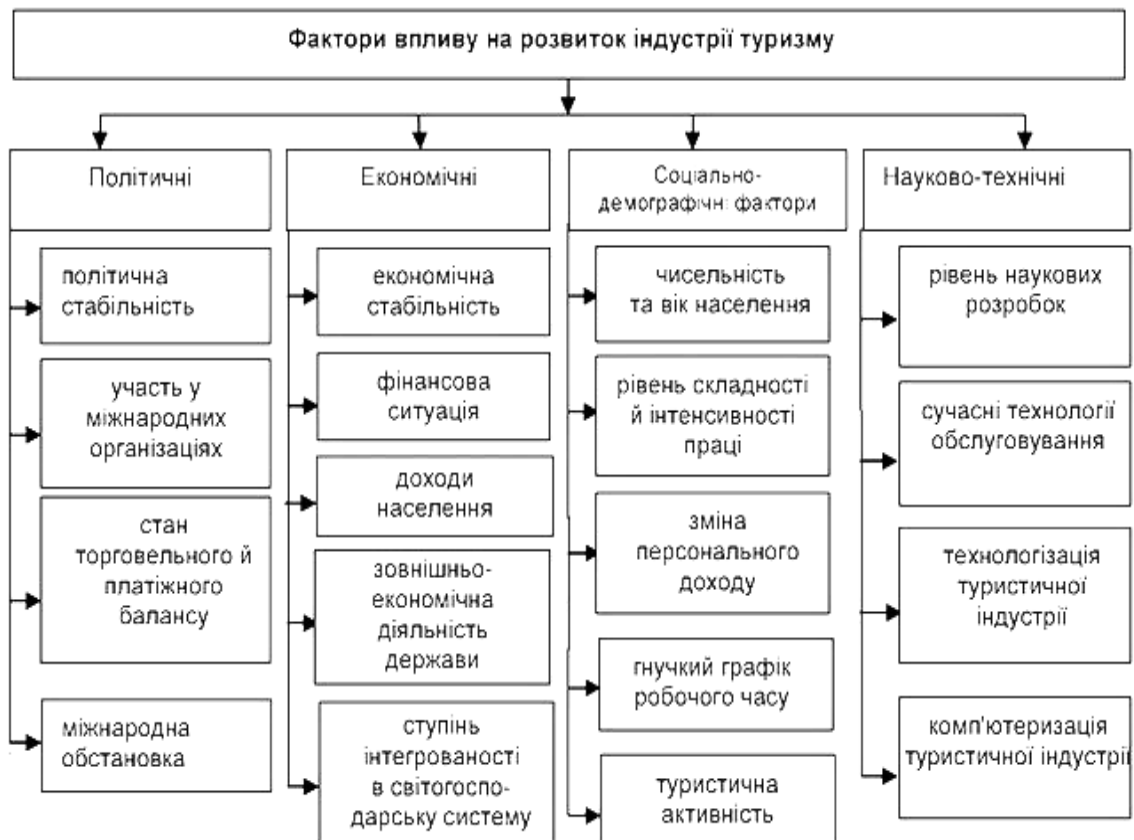 Фактори впливу на розвиток індустрії туризму
Політичні
політична
стабільність
участь у
міжнародних
організаціях
стан
торговельного й
платіжного
балансу
міжнародна
обстановка
Економічні
економічна
стабільність
фінансова
ситуація
доходи
населення
зовнішньо-
економічна
діяльність
держави
ступінь
інтегрованості
в світогоспо-
дарську систему
Соціально-
демографічні фактори
чисельність
та вік населення
рівень складності
й інтенсивності
праці
зміна
персонального
доходу
гнучкий графік
робочого часу
туристична
активність
Науково-технічні
рівень наукових
розробок
сучасні технології
обслуговування
технологізація
туристичної
індустрії
комп'ютеризація
туристичної індустрії